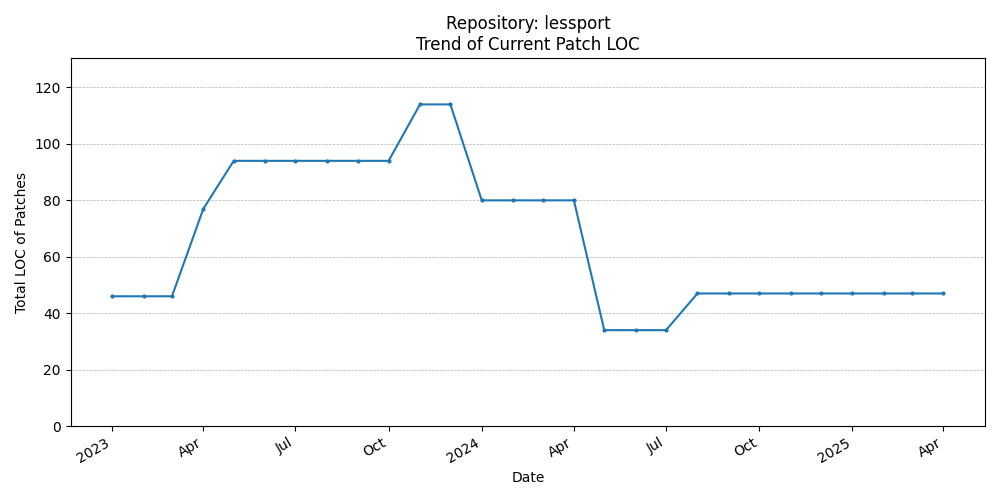 Repository: lessport
Trend of Current Patch LOC
Total LOC of Patches
120
100
80
60
40
20
0
2023
Apr
Jul
Oct
2024
Apr
Jul
Oct
2025
Apr
Date